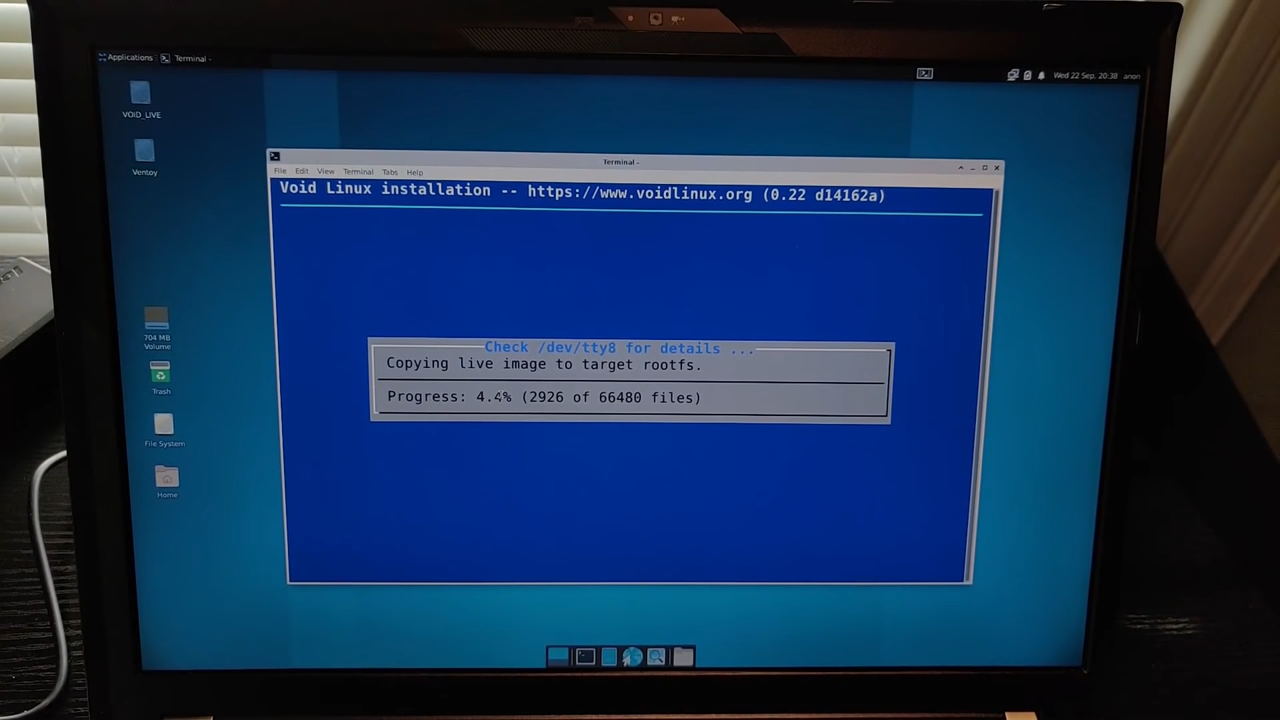 Applications
Terminal -
Wed 22 Sep, 20:38 anon
VOID_LIVE
Ventoy
704 MB
Volume
Trash
File System
Home
Terminal -
File Edit View Terminal Tabs Help
Void Linux installation -- https://www.voidlinux.org (0.22 d14162a)
Check /dev/tty8 for details ...
Copying live image to target rootfs.
Progress: 4.4% (2926 of 66480 files)